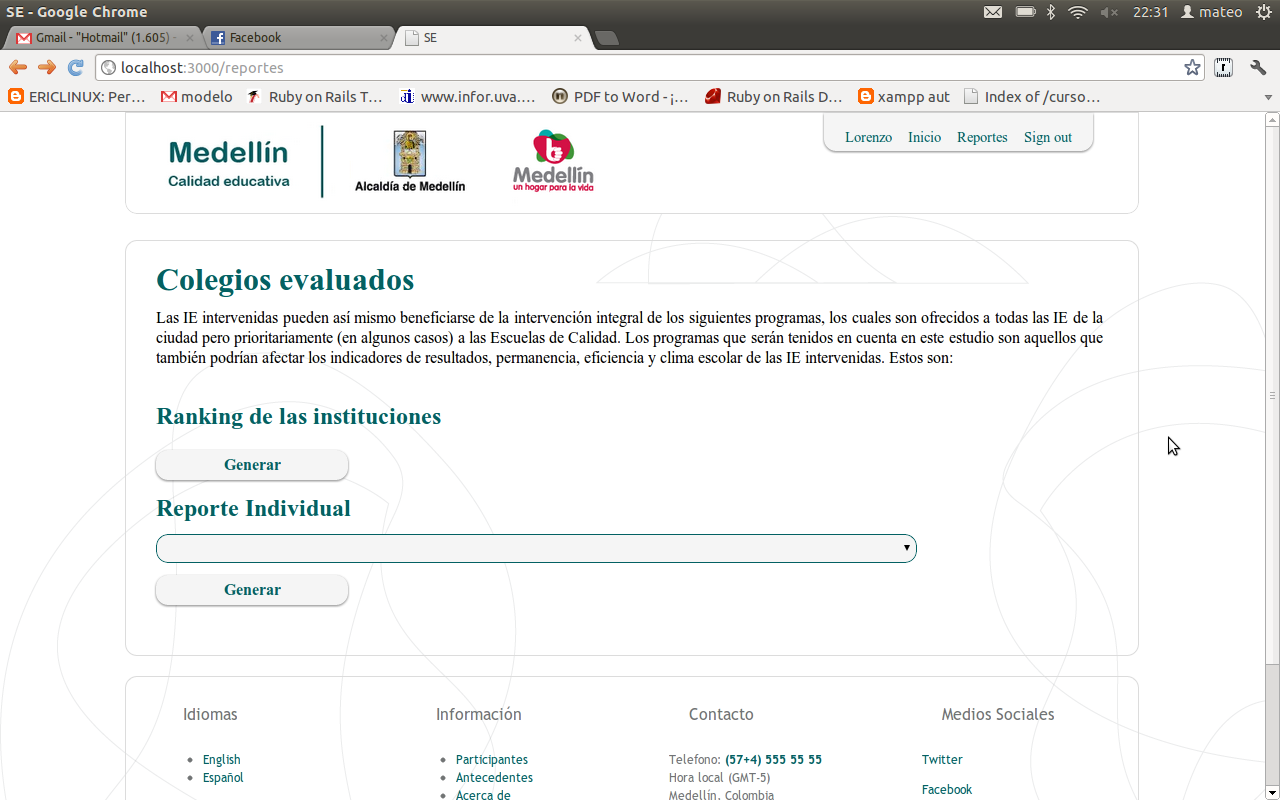 SE - Google Chrome
22:31 mateo
Gmail - "Hotmail" (1.605) -
Facebook
SE
localhost:3000/reportes
ERICLINUX: Per...
modelo
Ruby on Rails T...
www.infor.uva....
PDF to Word - ¡...
Ruby on Rails D...
xampp aut
Index of /curso...
Medellín
Calidad educativa
Alcaldía de Medellín
Medellín
un hogar para la vida
Lorenzo Inicio Reportes Sign out
Colegios evaluados
Las IE intervenidas pueden así mismo beneficiarse de la intervención integral de los siguientes programas, los cuales son ofrecidos a todas las IE de la
ciudad pero prioritariamente (en algunos casos) a las Escuelas de Calidad. Los programas que serán tenidos en cuenta en este estudio son aquellos que
también podrían afectar los indicadores de resultados, permanencia, eficiencia y clima escolar de las IE intervenidas. Estos son:
Ranking de las instituciones
Generar
Reporte Individual
Generar
Idiomas
English
Español
Información
Participantes
Antecedentes
Acerca de
Contacto
Telefono: (57+4) 555 55 55
Hora local (GMT-5)
Medellín, Colombia
Medios Sociales
Twitter
Facebook